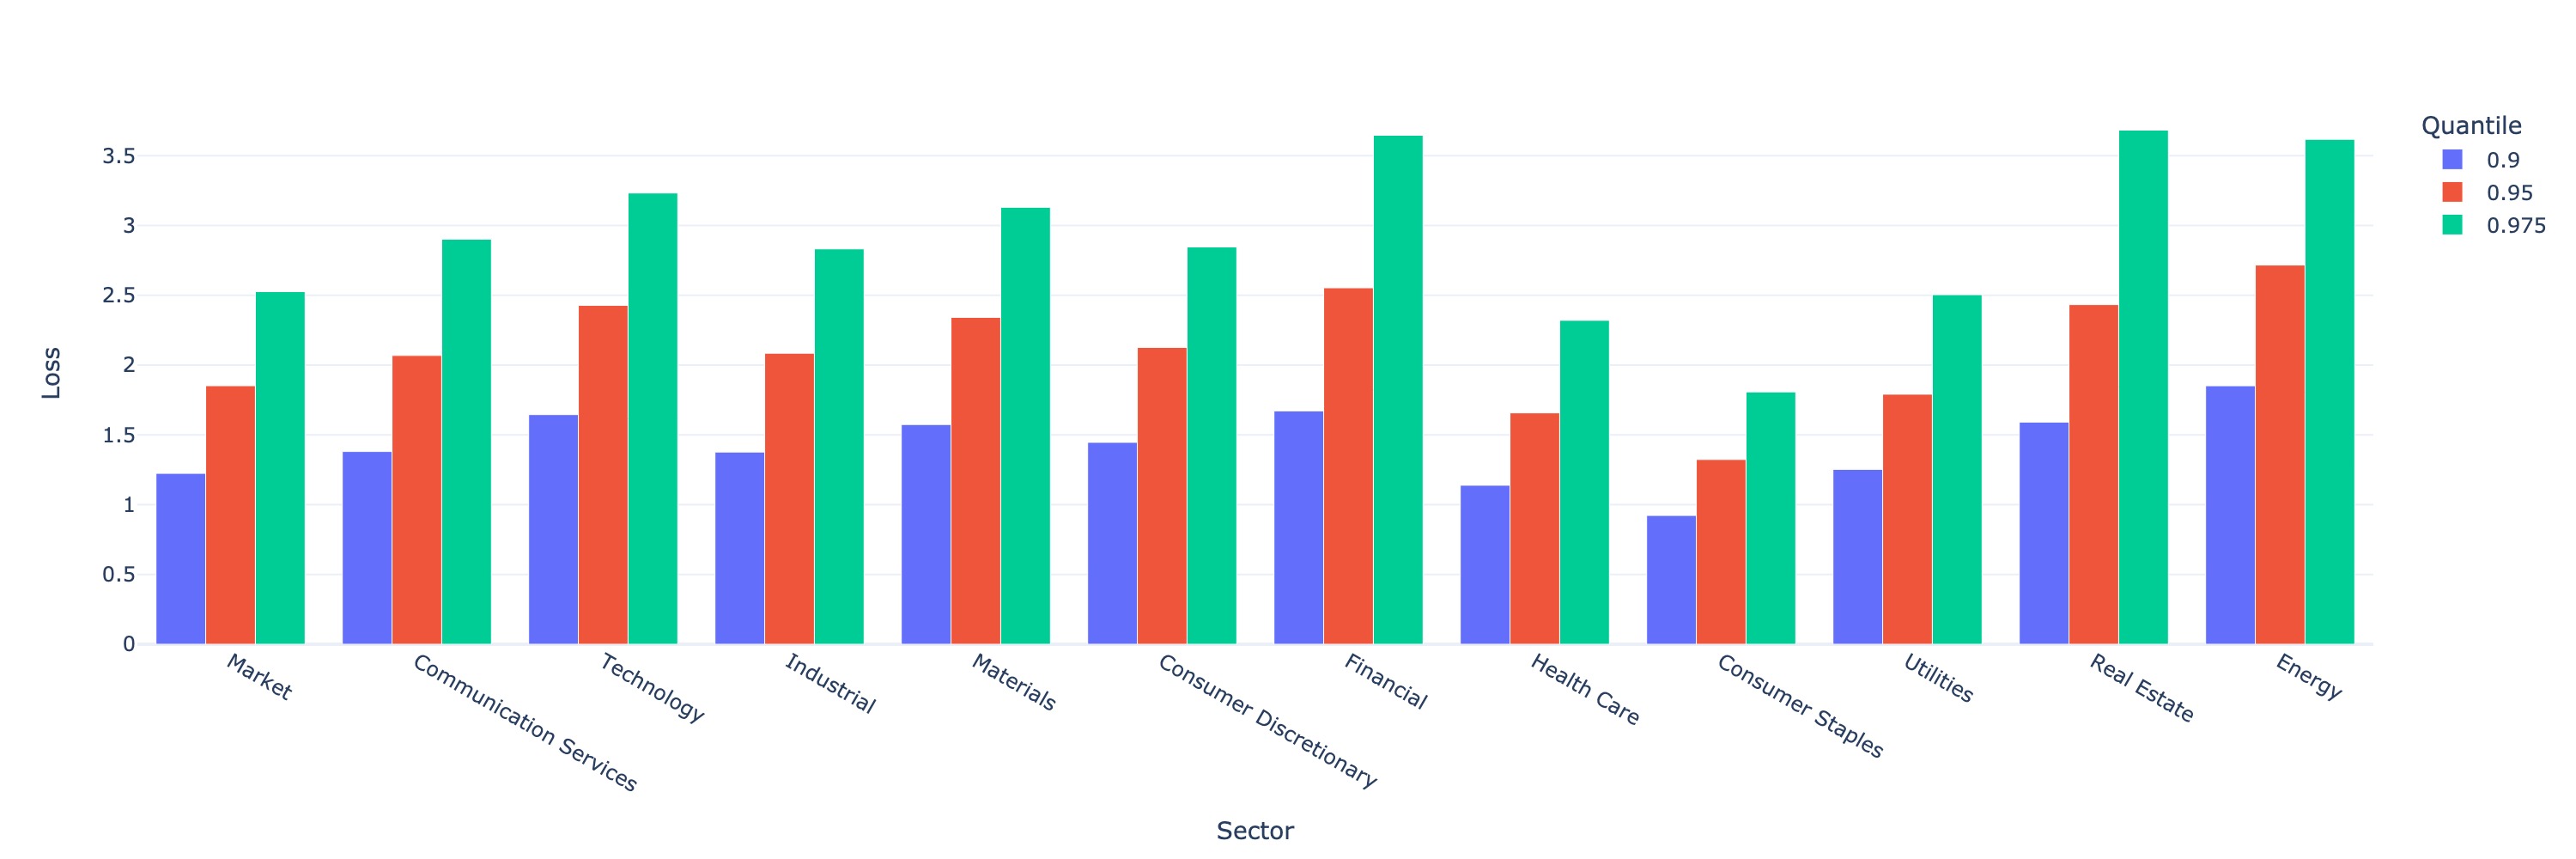 Quantile
0.9
0.95
0.975
Loss
3.5
3
2.5
2
1.5
1
0.5
0
Market
Communication Services
Technology
Industrial
Materials
Consumer Discretionary
Financial
Health Care
Consumer Staples
Utilities
Real Estate
Energy
Sector